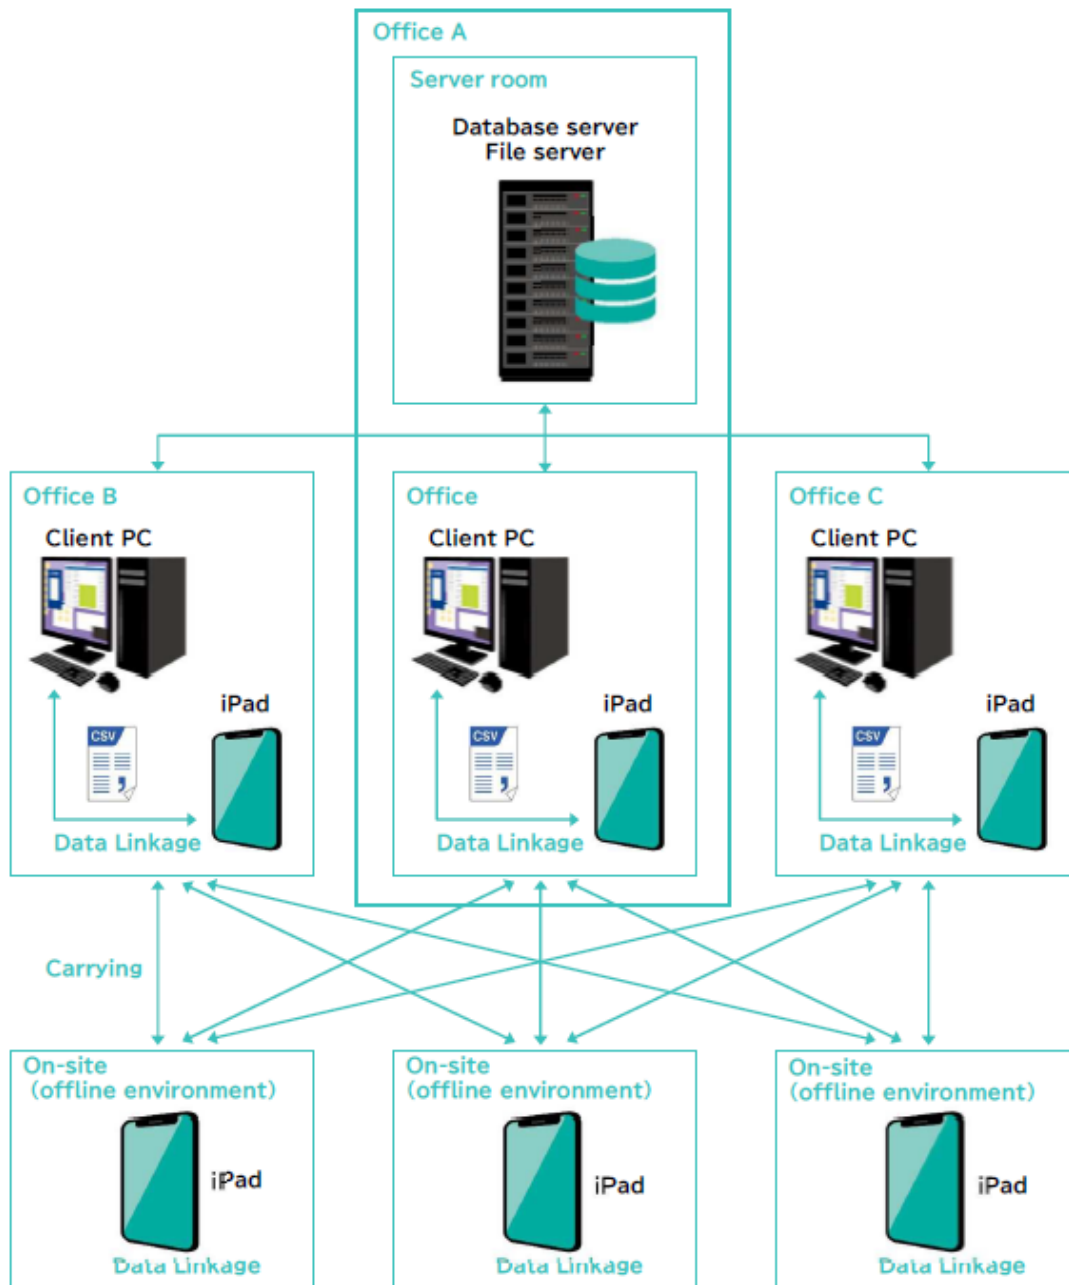 Office A
Server room
Database server
File server
Office B
Office
Office C
Client PC
Client PC
Client PC
iPad
iPad
iPad
CSV
CSV
CSV
Data Linkage
Data Linkage
Data Linkage
Carrying
On-site
(offline environment)
On-site
(offline environment)
On-site
(offline environment)
iPad
iPad
iPad
Data Linkage
Data Linkage
Data Linkage